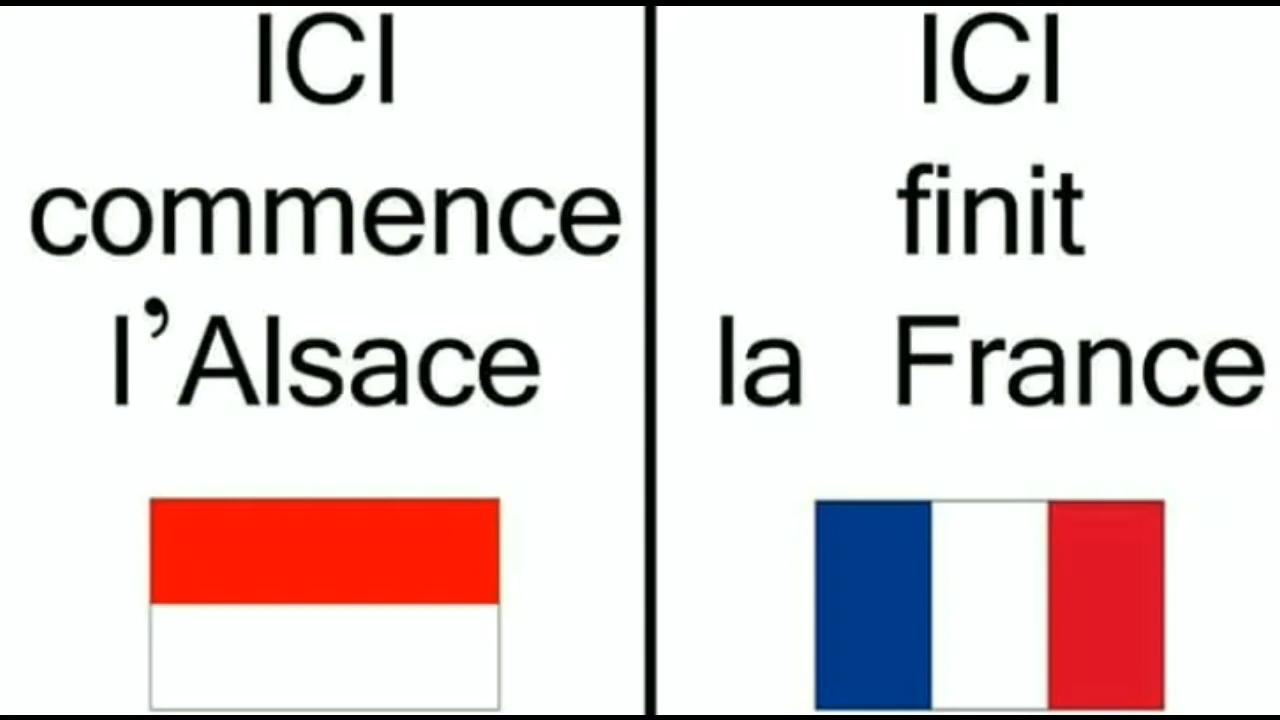 ICI
commence
l’Alsace
ICI
finit
la France